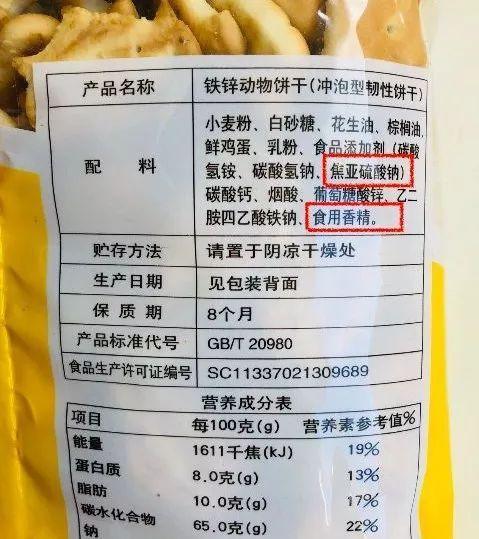 产品名称 铁锌动物饼干(冲泡型韧性饼干)
配料 小麦粉、白砂糖、花生油、棕榈油、
鲜鸡蛋、乳粉、食品添加剂(碳酸
氢铵、碳酸氢钠、焦亚硫酸钠)
碳酸钙、烟酸、葡萄糖酸锌、乙二
胺四乙酸铁钠、食用香精。
贮存方法 请置于阴凉干燥处
生产日期 见包装背面
保质期 8个月
产品标准代号 GB/T 20980
食品生产许可证编号 SC11337021309689
营养成分表
项目 每100克(g) 营养素参考值%
能量 1611千焦(kJ) 19%
蛋白质 8.0克(g) 13%
脂肪 10.0克(g) 17%
碳水化合物 65.0克(g) 22%
钠